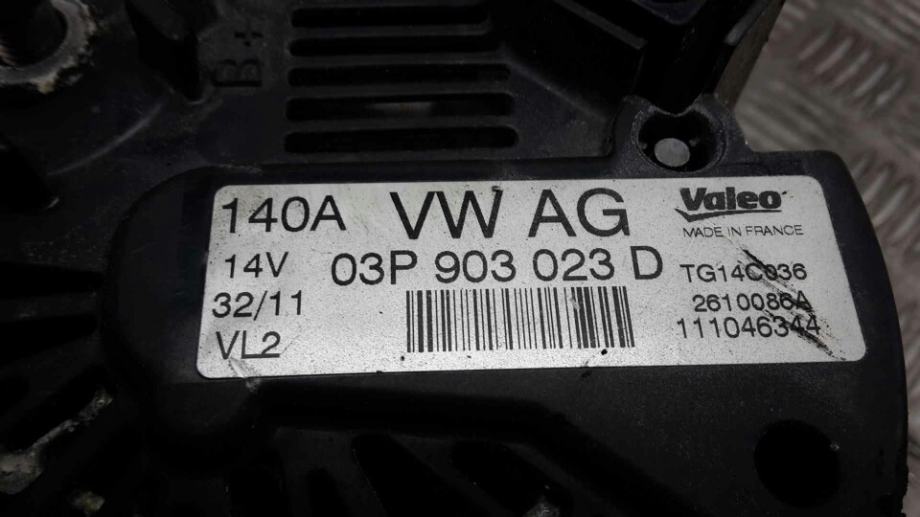 B+
140A VW AG Valeo
MADE IN FRANCE
14V 03P 903 023 D TG14C036
32/11 2610086A
VL2 111046344